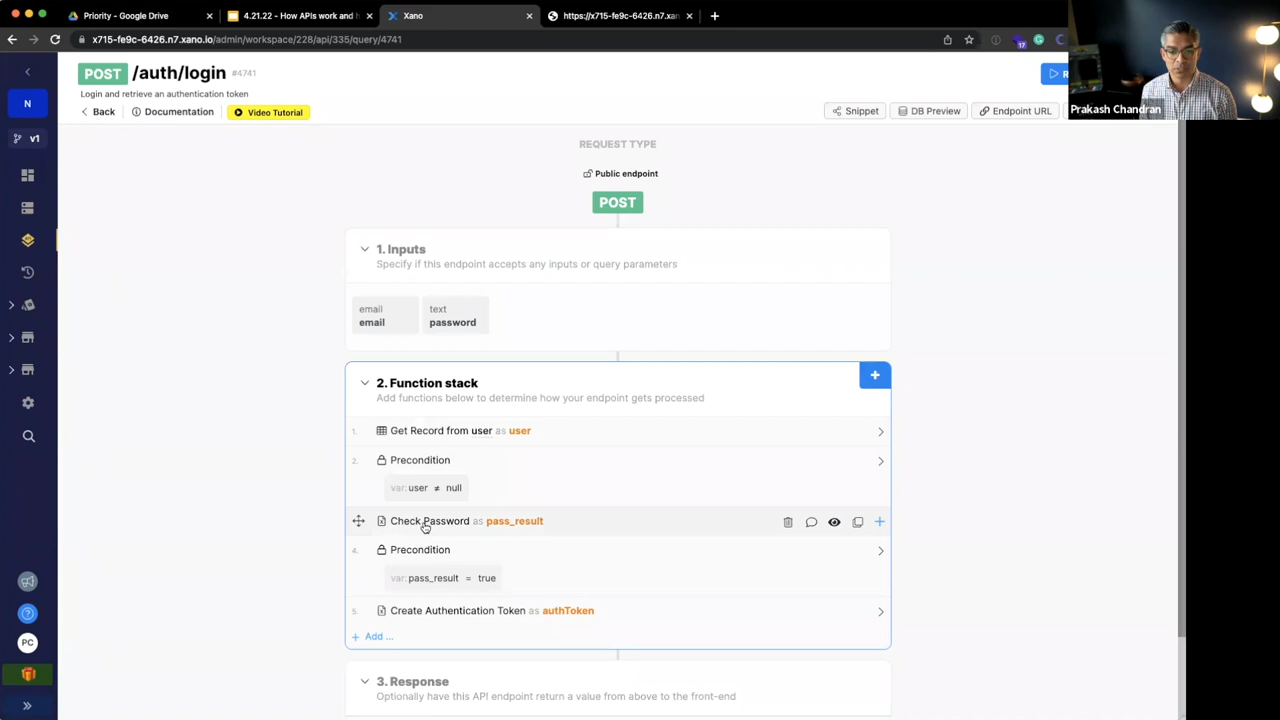 Priority - Google Drive
4.21.22 - How APIs work and h
Xano
https://x715-fe9c-6426.n7.xan
x715-fe9c-6426.n7.xano.io/admin/workspace/228/api/335/query/4741
17
POST /auth/login #4741
Login and retrieve an authentication token
Back
Documentation
Video Tutorial
Snippet
DB Preview
Endpoint URL
R
Prakash Chandran
N
v1
PC
REQUEST TYPE
Public endpoint
POST
1. Inputs
Specify if this endpoint accepts any inputs or query parameters
email text
email password
2. Function stack
Add functions below to determine how your endpoint gets processed
1. Get Record from user as user
2. Precondition
var: user ≠ null
Check Password as pass_result
4. Precondition
var: pass_result = true
5. Create Authentication Token as authToken
+ Add ...
3. Response
Optionally have this API endpoint return a value from above to the front-end